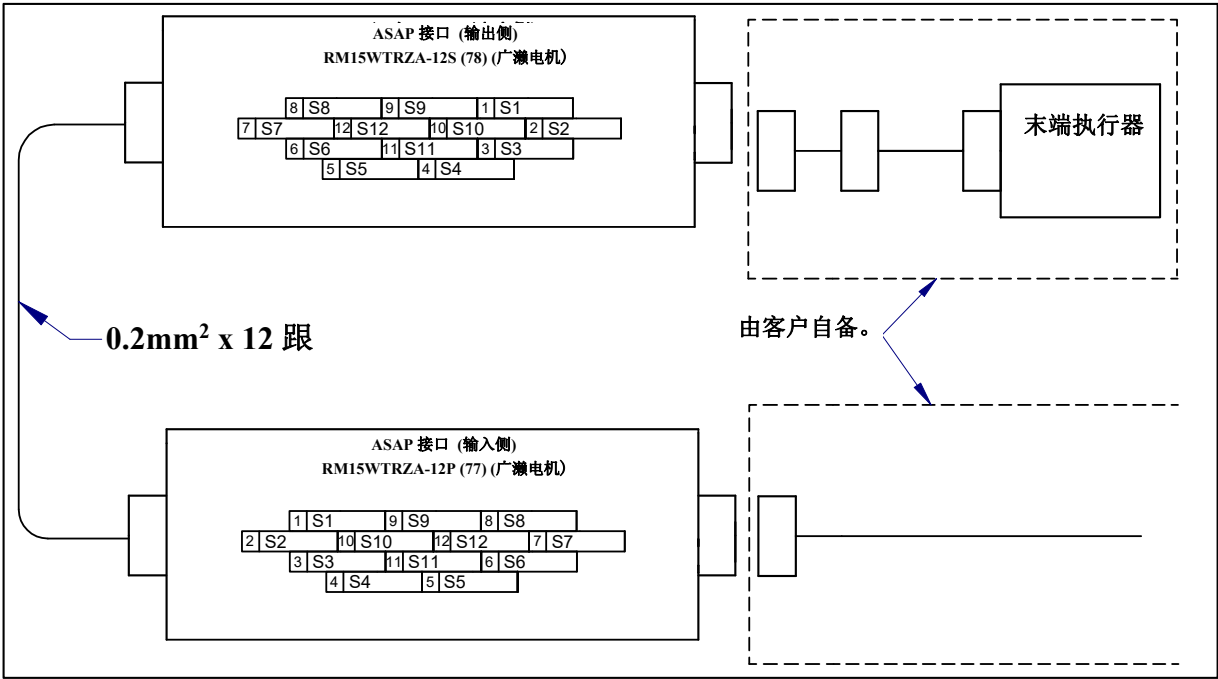 ASAP 接口 (输出侧)
RM15WTRZA-12S (78) (广濑电机)
8 S8 9 S9 1 S1
7 S7 12 S12 10 S10 2 S2
6 S6 11 S11 3 S3
5 S5 4 S4
末端执行器
0.2mm² x 12 跟
由客户自备。
ASAP 接口 (输入侧)
RM15WTRZA-12P (77) (广濑电机)
1 S1 9 S9 8 S8
2 S2 10 S10 12 S12 7 S7
3 S3 11 S11 6 S6
4 S4 5 S5